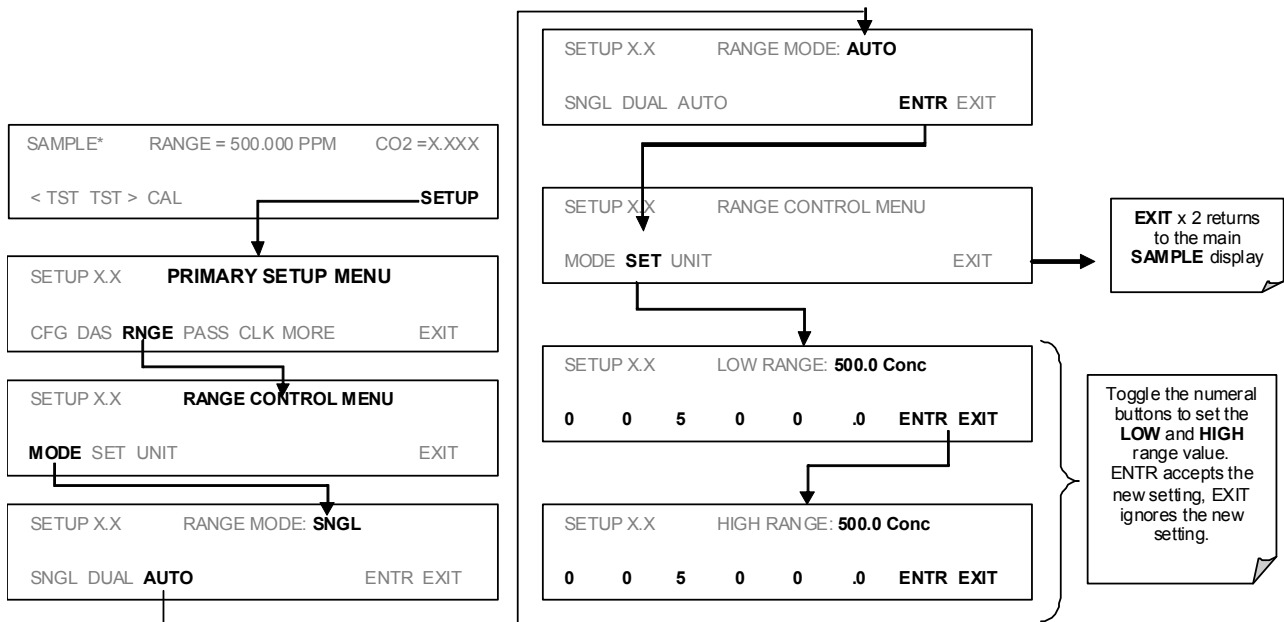 SAMPLE* RANGE = 500.000 PPM CO2 =X.XXX
< TST TST > CAL SETUP
SETUP X.X PRIMARY SETUP MENU
CFG DAS RNGE PASS CLK MORE EXIT
SETUP X.X RANGE CONTROL MENU
MODE SET UNIT EXIT
SETUP X.X RANGE MODE: SNGL
SNGL DUAL AUTO ENTR EXIT
SETUP X.X RANGE MODE: AUTO
SNGL DUAL AUTO ENTR EXIT
SETUP X.X RANGE CONTROL MENU
MODE SET UNIT EXIT
EXIT x 2 returns
to the main
SAMPLE display
SETUP X.X LOW RANGE: 500.0 Conc
0 0 5 0 0 .0 ENTR EXIT
SETUP X.X HIGH RANGE: 500.0 Conc
0 0 5 0 0 .0 ENTR EXIT
Toggle the numeral
buttons to set the
LOW and HIGH
range value.
ENTR accepts the
new setting, EXIT
ignores the new
setting.